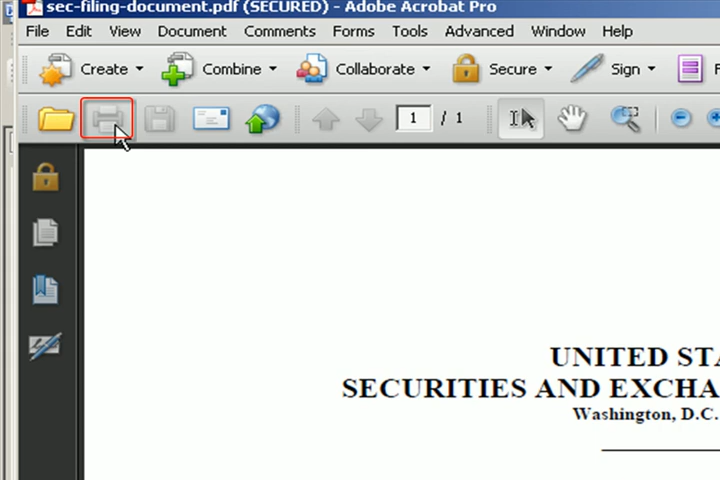 sec-filing-document.pdf (SECURED) - Adobe Acrobat Pro
File Edit View Document Comments Forms Tools Advanced Window Help
Create Combine Collaborate Secure Sign F
1 / 1
UNITED STA
SECURITIES AND EXCHA
Washington, D.C.